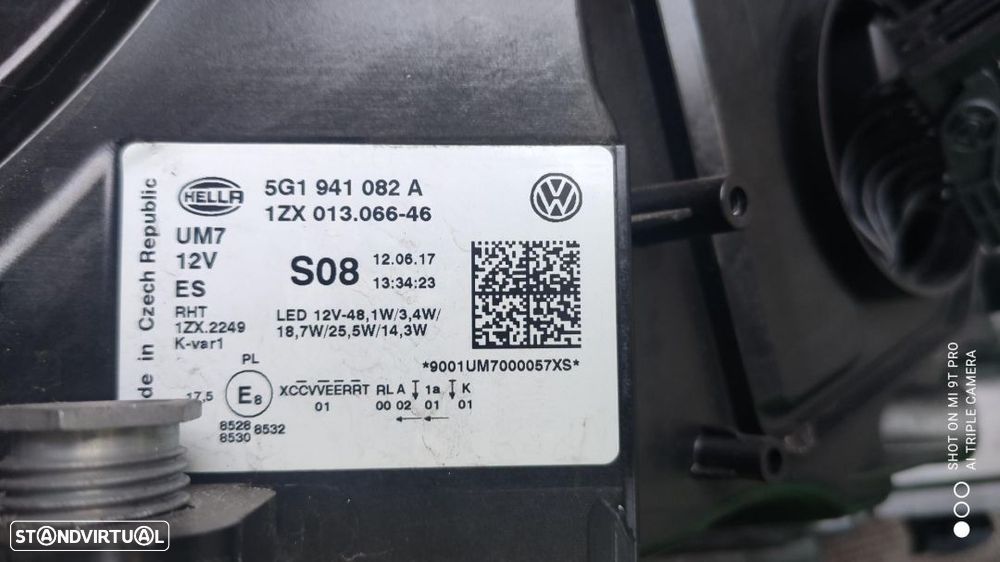 HELLA
5G1 941 082 A
1ZX 013.066-46
UM7
12V
ES
S08
12.06.17
13:34:23
RHT
1ZX.2249
K-var1
LED 12V-48,1W/3,4W/
18,7W/25,5W/14,3W
*9001UM7000057XS*
PL
17,5
E8
XCCVVEERRT RLA 1a K
01 00 02 01 01
8528 8532
8530
in Czech Republic
STANDVIRTUAL
SHOT ON MI 9T PRO
AI TRIPLE CAMERA